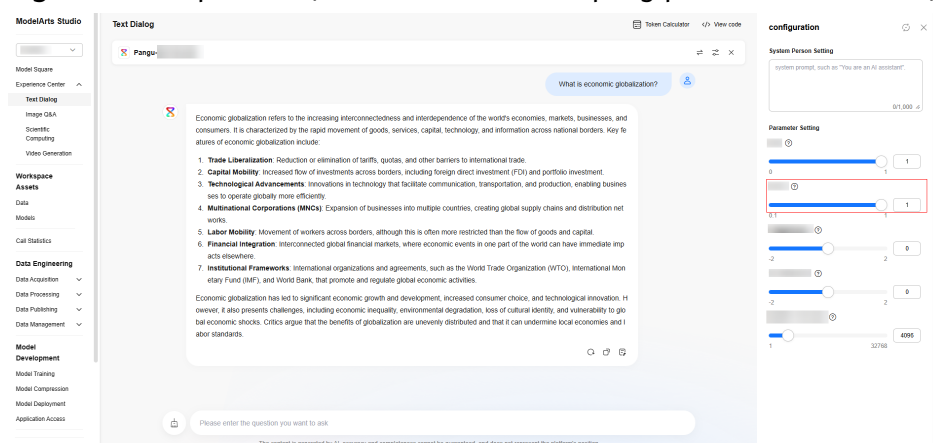 ModelArts Studio
Text Dialog
Token Calculator
</> View code
configuration
Pangu-
System Person Setting
system prompt, such as "You are an AI assistant".
0/1,000
Model Square
Experience Center
Text Dialog
Image Q&A
Scientific
Computing
Video Generation
Workspace
Assets
Data
Models
Call Statistics
Data Engineering
Data Acquisition
Data Processing
Data Publishing
Data Management
Model
Development
Model Training
Model Compression
Model Deployment
Application Access
What is economic globalization?
Economic globalization refers to the increasing interconnectedness and interdependence of the world's economies, markets, businesses, and
consumers. It is characterized by the rapid movement of goods, services, capital, technology, and information across national borders. Key fe
atures of economic globalization include:
1. Trade Liberalization: Reduction or elimination of tariffs, quotas, and other barriers to international trade.
2. Capital Mobility: Increased flow of investments across borders, including foreign direct investment (FDI) and portfolio investment.
3. Technological Advancements: Innovations in technology that facilitate communication, transportation, and production, enabling busines
ses to operate globally more efficiently.
4. Multinational Corporations (MNCs): Expansion of businesses into multiple countries, creating global supply chains and distribution net
works.
5. Labor Mobility: Movement of workers across borders, although this is often more restricted than the flow of goods and capital.
6. Financial Integration: Interconnected global financial markets, where economic events in one part of the world can have immediate imp
acts elsewhere.
7. Institutional Frameworks: International organizations and agreements, such as the World Trade Organization (WTO), International Mon
etary Fund (IMF), and World Bank, that promote and regulate global economic activities.
Economic globalization has led to significant economic growth and development, increased consumer choice, and technological innovation. H
owever, it also presents challenges, including economic inequality, environmental degradation, loss of cultural identity, and vulnerability to glo
bal economic shocks. Critics argue that the benefits of globalization are unevenly distributed and that it can undermine local economies and l
abor standards.
Please enter the question you want to ask
Parameter Setting
1
0 1
1
0.1 1
0
-2 2
0
-2 2
4096
1 32768